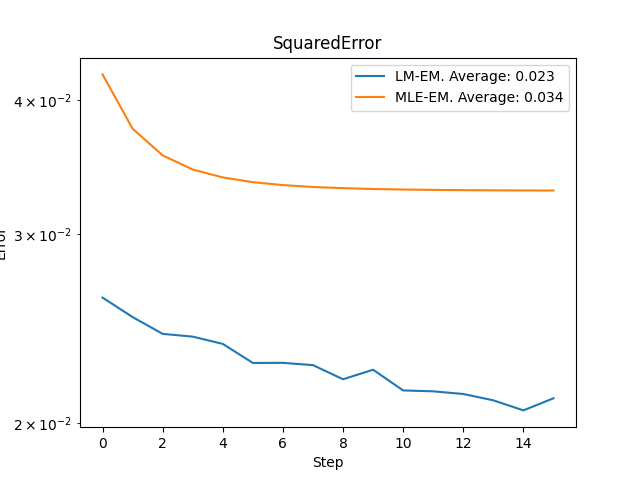 SquaredError
LM-EM. Average: 0.023
MLE-EM. Average: 0.034
4 × 10⁻²
3 × 10⁻²
2 × 10⁻²
Error
0 2 4 6 8 10 12 14
Step